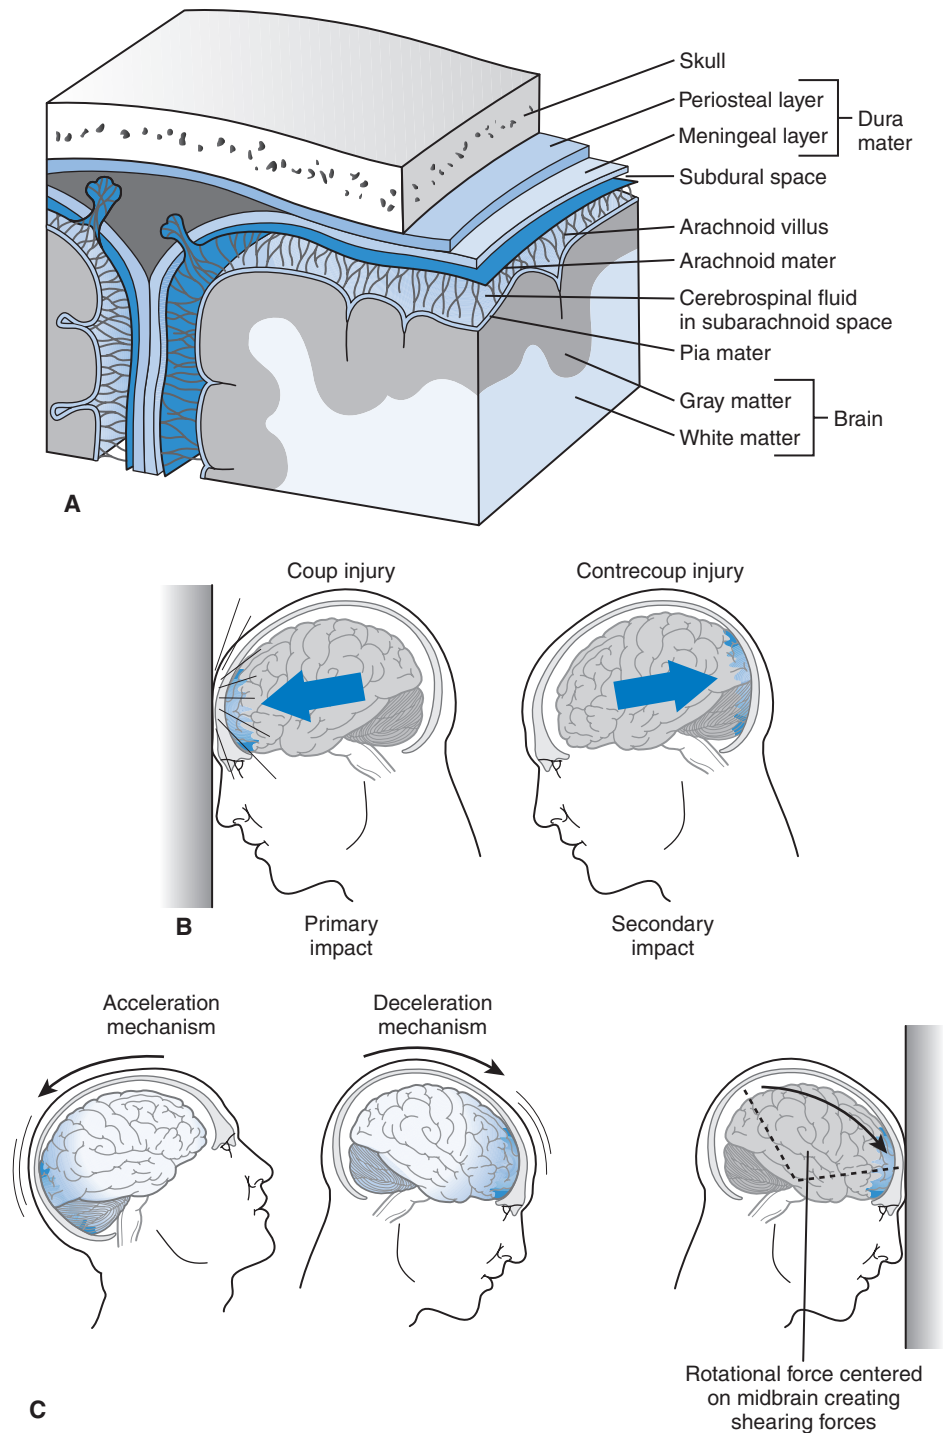 Skull
Periosteal layer
Meningeal layer
Dura
mater
Subdural space
Arachnoid villus
Arachnoid mater
Cerebrospinal fluid
in subarachnoid space
Pia mater
Gray matter
White matter
Brain
A
Coup injury
Contrecoup injury
B
Primary
impact
Secondary
impact
Acceleration
mechanism
Deceleration
mechanism
Rotational force centered
on midbrain creating
shearing forces
C